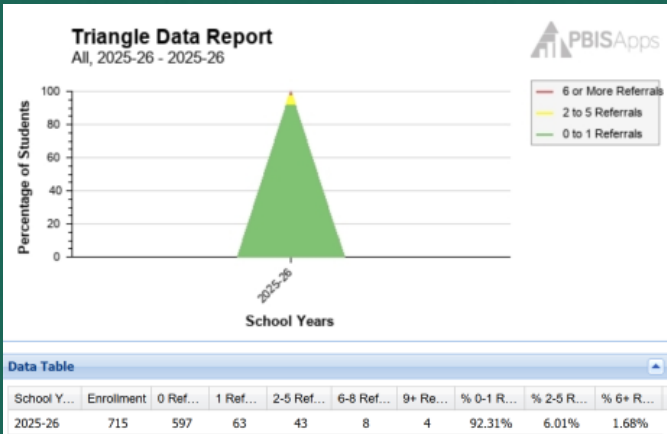 Triangle Data Report
All, 2025-26 - 2025-26
PBISApps
6 or More Referrals
2 to 5 Referrals
0 to 1 Referrals
Percentage of Students
100
80
60
40
20
0
2025-26
School Years
Data Table
School Y... Enrollment 0 Ref... 1 Ref... 2-5 Ref... 6-8 Ref... 9+ Re... % 0-1 R... % 2-5 R... % 6+ R...
2025-26 715 597 63 43 8 4 92.31% 6.01% 1.68%